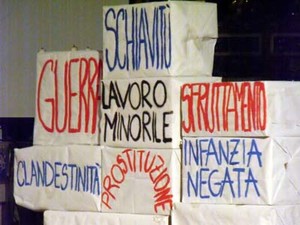 SCHIAVITÙ
GUERRA
LAVORO
MINORILE
SFRUTTAMENTO
CLANDESTINITÀ
PROSTITUZIONE
INFANZIA
NEGATA